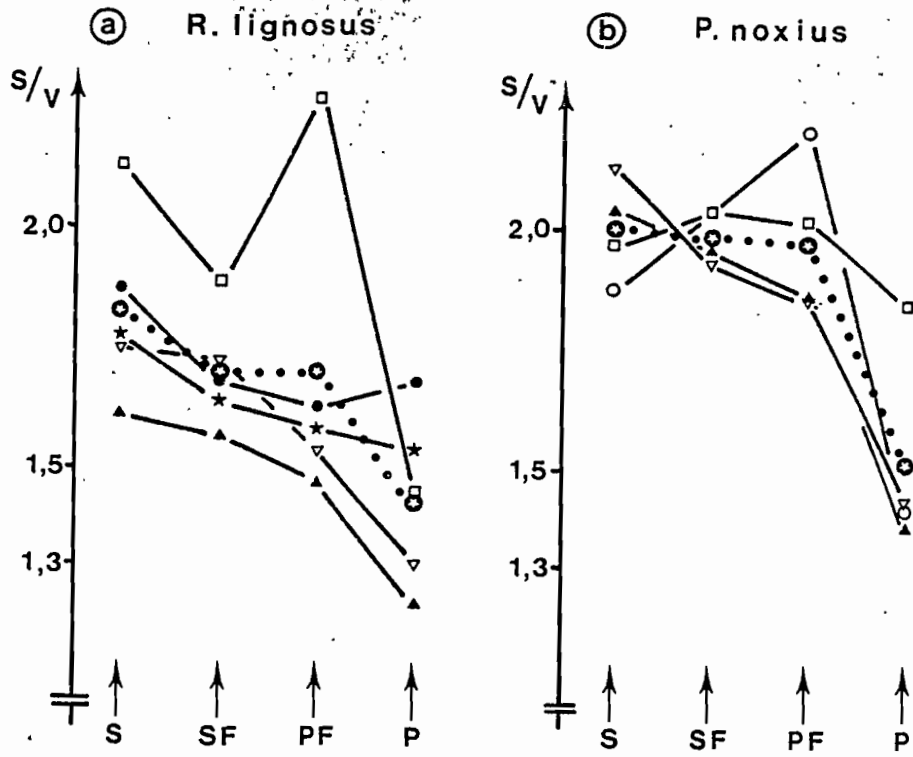 ⓐ R. lignosus
S/V
2,0
1,5
1,3
S SF PF P
ⓑ P. noxius
S/V
2,0
1,5
1,3
S SF PF P